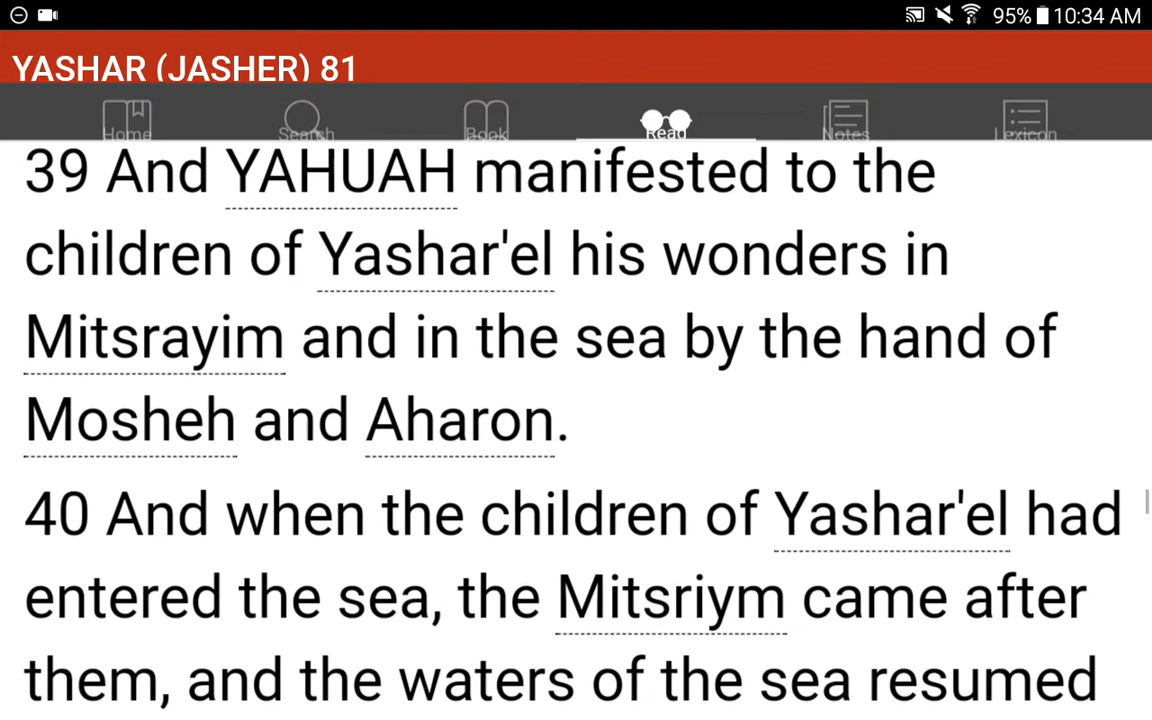 95% 10:34 AM
YASHAR (JASHER) 81
Home Search Book Read Notes Lexicon
39 And YAHUAH manifested to the
children of Yashar'el his wonders in
Mitsrayim and in the sea by the hand of
Mosheh and Aharon.
40 And when the children of Yashar'el had
entered the sea, the Mitsriym came after
them, and the waters of the sea resumed